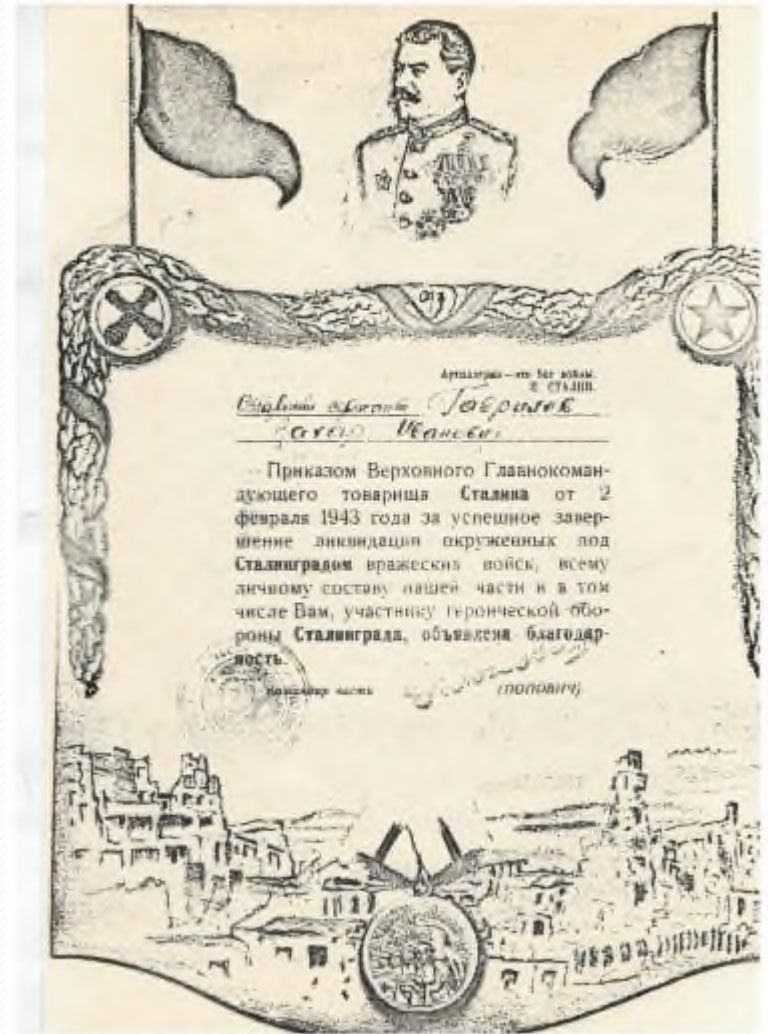 Артиллерия — это бог войны.
И. СТАЛИН.
Гаврилов
Иванович
Приказом Верховного Главнокоман-
дующего товарища Сталина от 2
февраля 1943 года за успешное завер-
шение ликвидации окруженных под
Сталинградом вражеских войск, всему
личному составу нашей части и в том
числе Вам, участнику героической обо-
роны Сталинграда, объявлена благодар-
ность.
Командир части (ПОПОВИЧ)